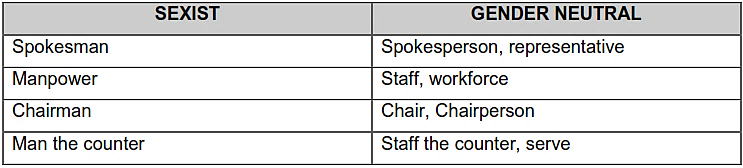 SEXIST GENDER NEUTRAL
Spokesman Spokesperson, representative
Manpower Staff, workforce
Chairman Chair, Chairperson
Man the counter Staff the counter, serve